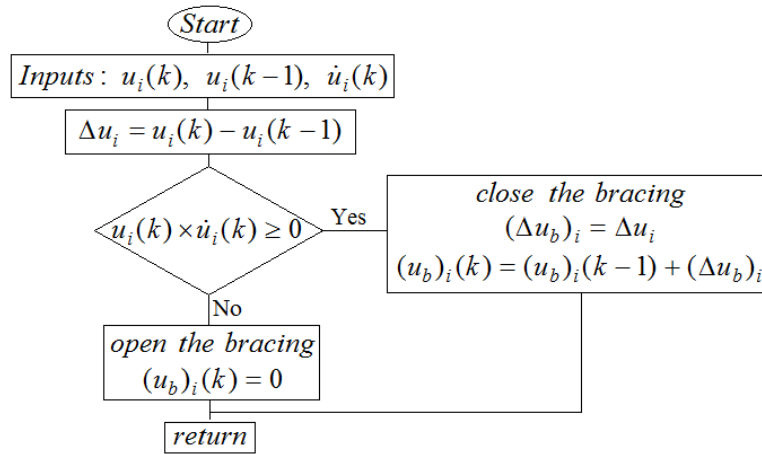 Start
Inputs : u_i(k), u_i(k−1), u̇_i(k)
Δu_i = u_i(k) − u_i(k−1)
u_i(k) × u̇_i(k) ≥ 0
Yes
close the bracing
(Δu_b)_i = Δu_i
(u_b)_i(k) = (u_b)_i(k−1) + (Δu_b)_i
No
open the bracing
(u_b)_i(k) = 0
return